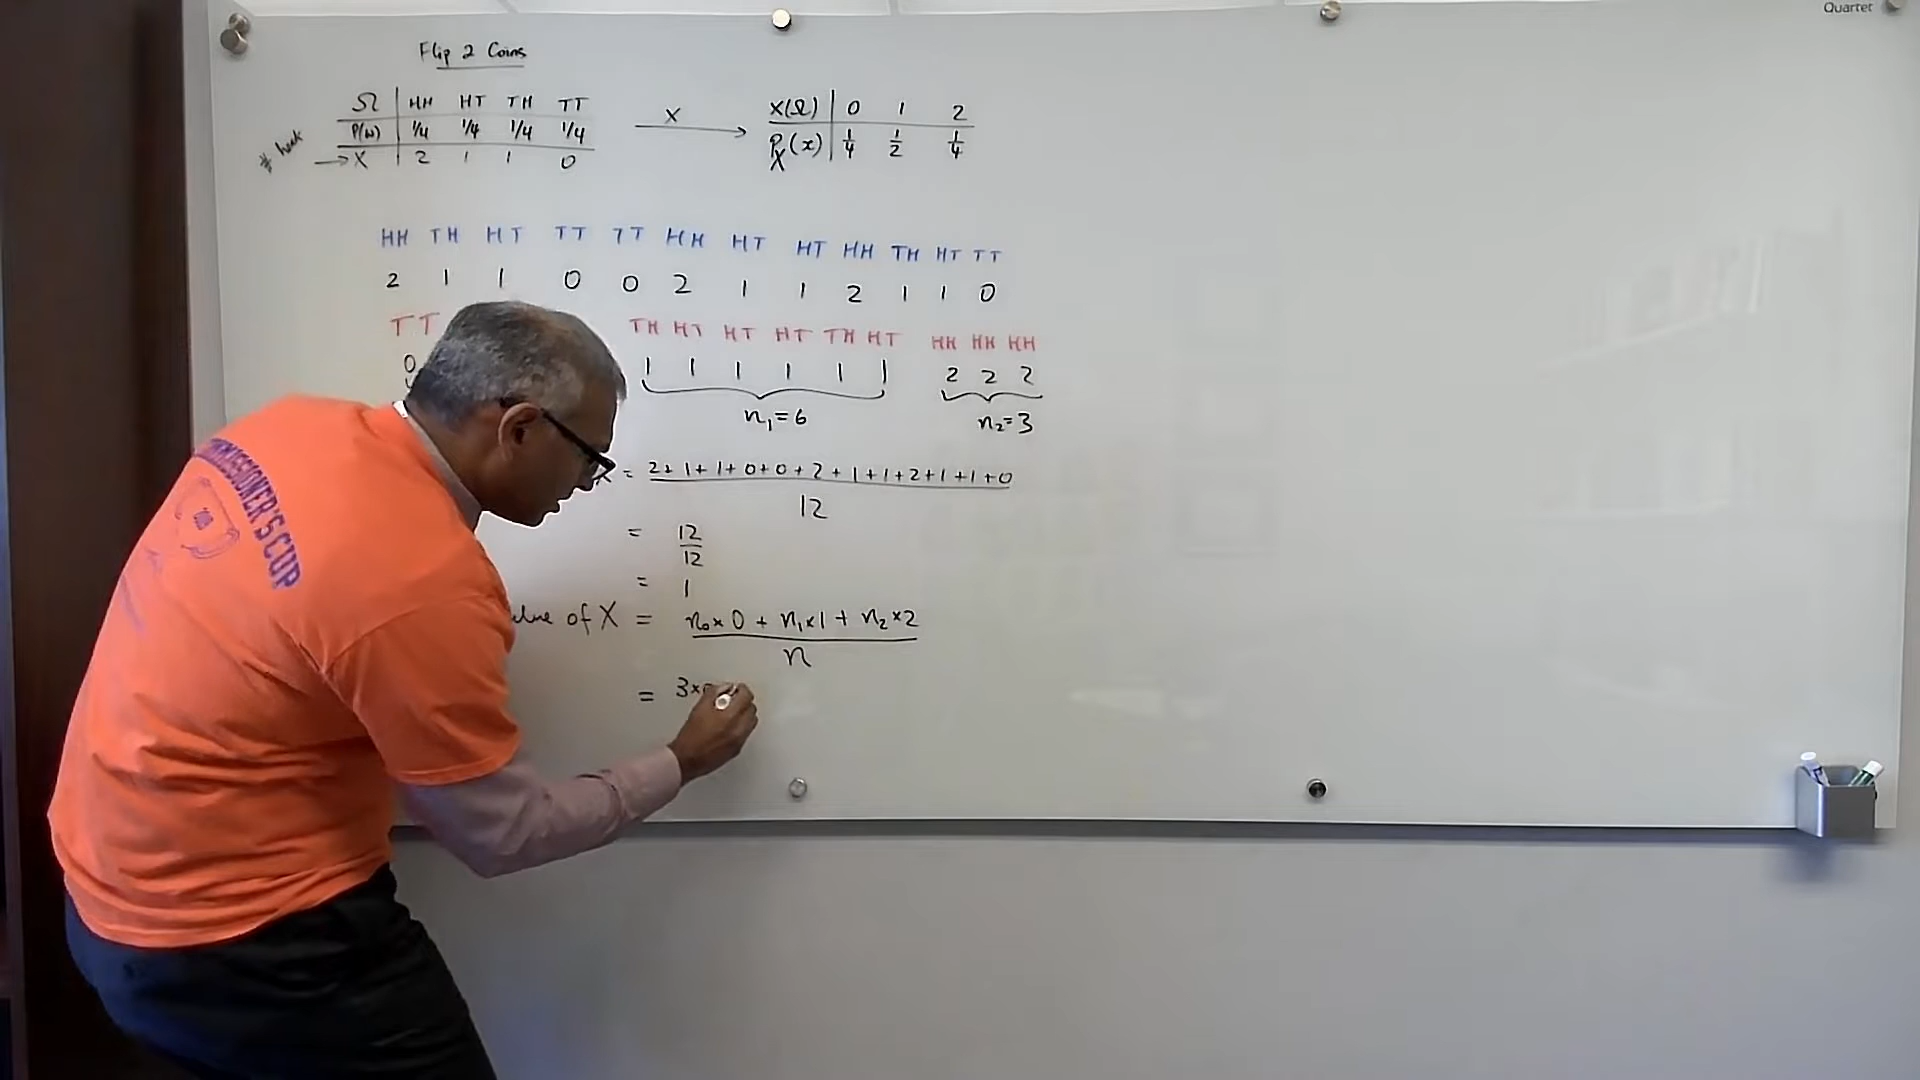 Quartet
Flip 2 Coins
Ω HH HT TH TT
P(ω) 1/4 1/4 1/4 1/4
# heads → X 2 1 1 0
X
X(Ω) 0 1 2
P_X(x) 1/4 1/2 1/4
HH TH HT TT TT HH HT HT HH TH HT TT
2 1 1 0 0 2 1 1 2 1 1 0
TT TH HT HT HT TH HT HH HH HH
0 1 1 1 1 1 1 2 2 2
n₁=6 n₂=3
= 2+1+1+0+0+2+1+1+2+1+1+0
12
= 12
12
= 1
of X = n₀×0 + n₁×1 + n₂×2
n
= 3×
COMMISSIONER'S CUP